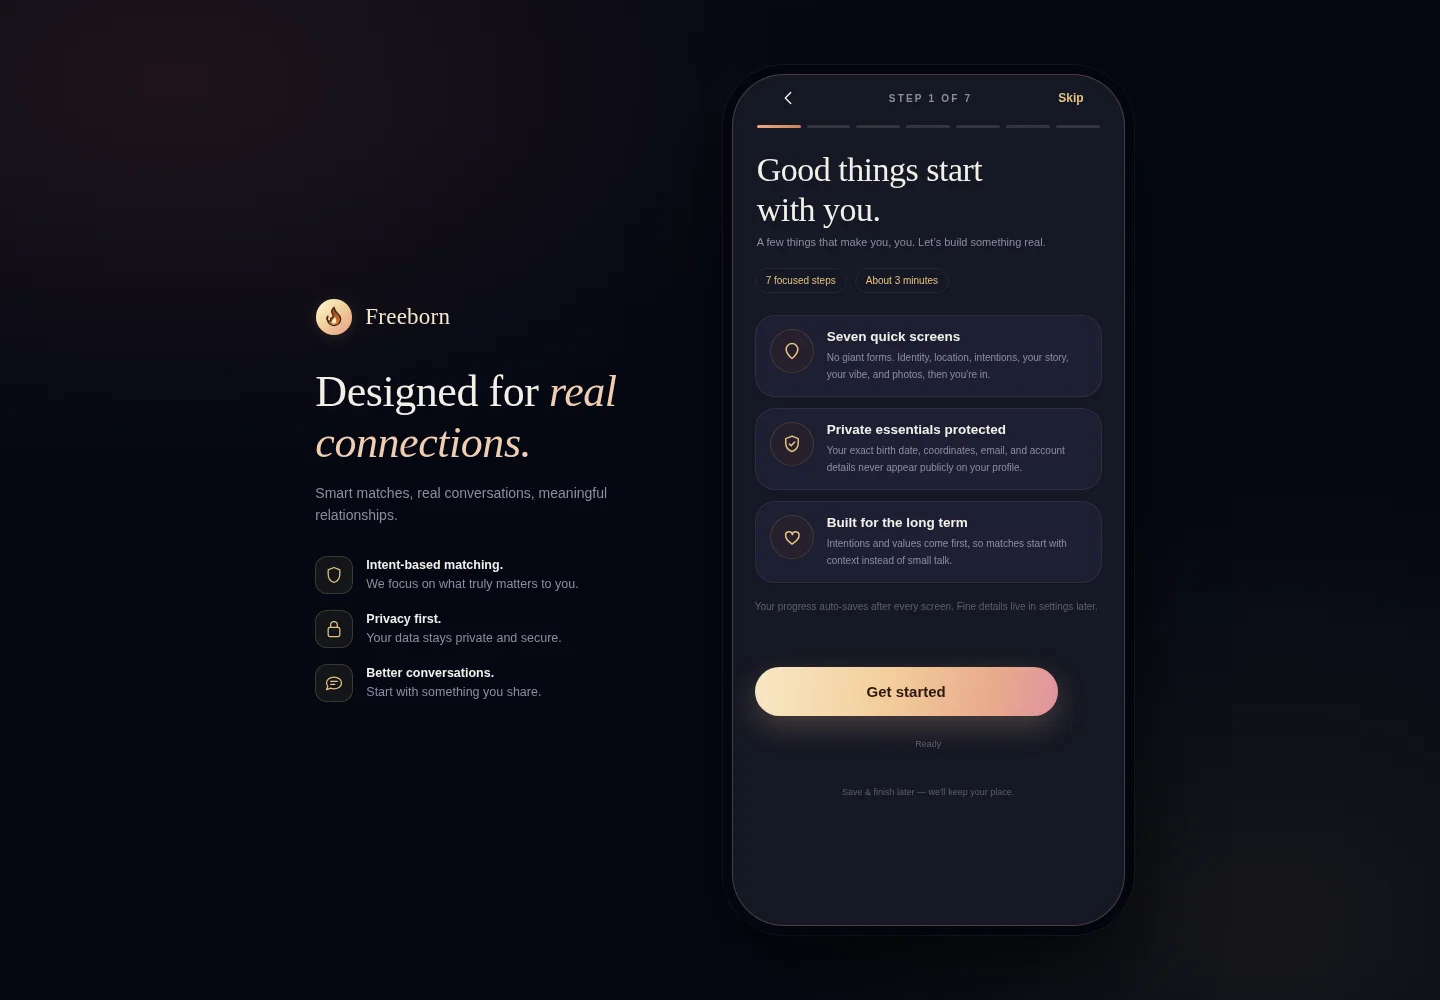 Freeborn
Designed for real
connections.
Smart matches, real conversations, meaningful
relationships.
Intent-based matching.
We focus on what truly matters to you.
Privacy first.
Your data stays private and secure.
Better conversations.
Start with something you share.
STEP 1 OF 7
Skip
Good things start
with you.
A few things that make you, you. Let’s build something real.
7 focused steps
About 3 minutes
Seven quick screens
No giant forms. Identity, location, intentions, your story,
your vibe, and photos, then you're in.
Private essentials protected
Your exact birth date, coordinates, email, and account
details never appear publicly on your profile.
Built for the long term
Intentions and values come first, so matches start with
context instead of small talk.
Your progress auto-saves after every screen. Fine details live in settings later.
Get started
Ready
Save & finish later — we'll keep your place.